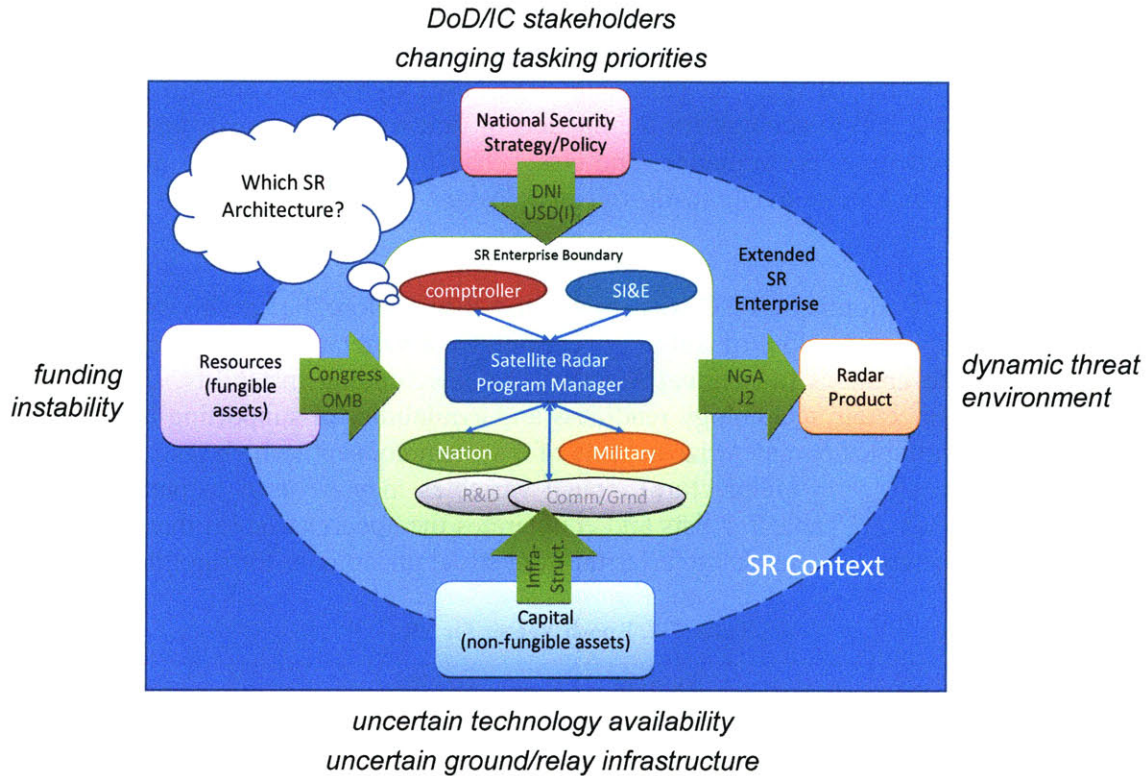 DoD/IC stakeholders
changing tasking priorities
National Security
Strategy/Policy
Which SR
Architecture?
DNI
USD(I)
SR Enterprise Boundary
Extended
SR
Enterprise
comptroller
SI&E
Resources
(fungible
assets)
Congress
OMB
Satellite Radar
Program Manager
NGA
J2
Radar
Product
funding
instability
dynamic threat
environment
Nation
Military
R&D
Comm/Grnd
Infra-
Struct.
SR Context
Capital
(non-fungible assets)
uncertain technology availability
uncertain ground/relay infrastructure